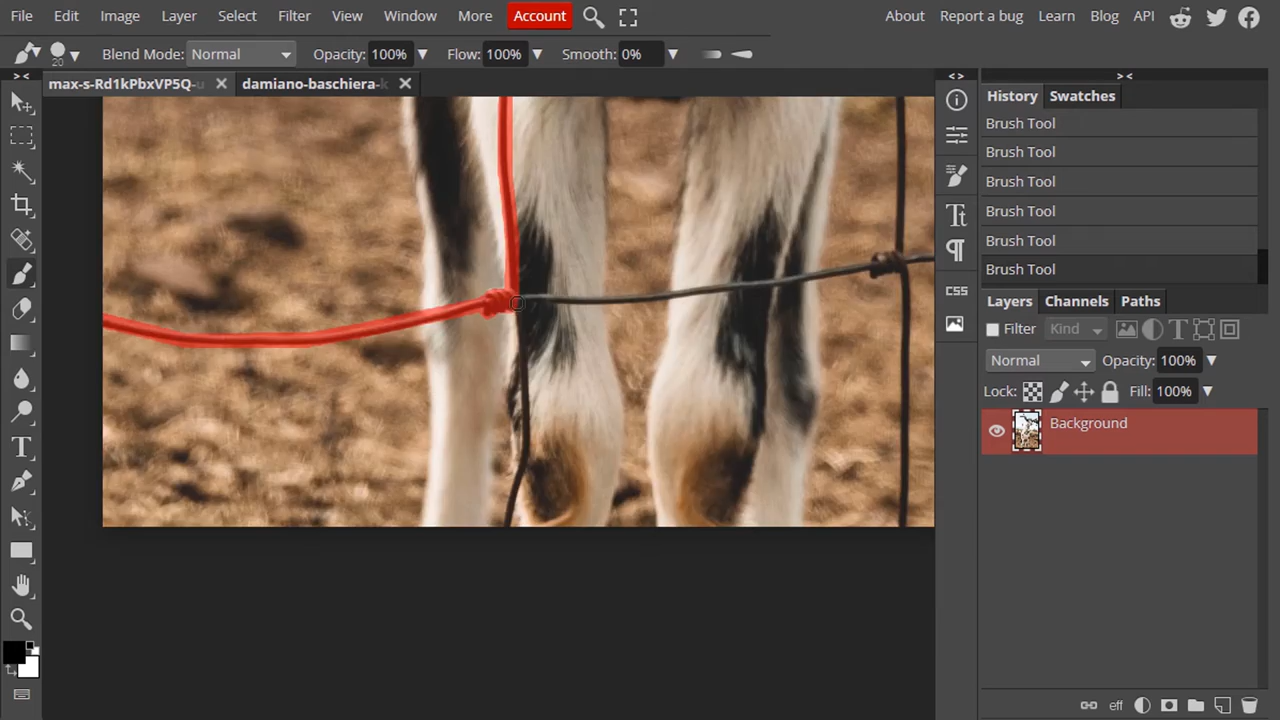 File Edit Image Layer Select Filter View Window More Account About Report a bug Learn Blog API
20 Blend Mode: Normal Opacity: 100% Flow: 100% Smooth: 0%
max-s-Rd1kPbxVP5Q-u damiano-baschiera-k
History Swatches
Brush Tool
Brush Tool
Brush Tool
Brush Tool
Brush Tool
Brush Tool
Layers Channels Paths
Filter Kind
Normal Opacity: 100%
Lock: Fill: 100%
Background
CSS
eff